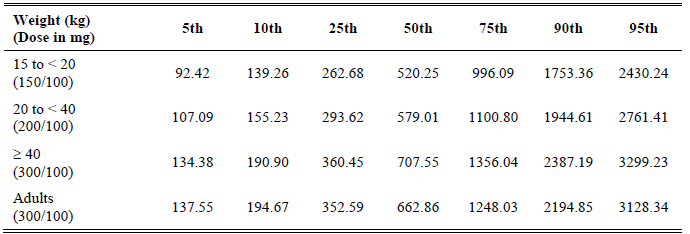 Weight (kg)
(Dose in mg) 5th 10th 25th 50th 75th 90th 95th
15 to < 20
(150/100) 92.42 139.26 262.68 520.25 996.09 1753.36 2430.24
20 to < 40
(200/100) 107.09 155.23 293.62 579.01 1100.80 1944.61 2761.41
≥ 40
(300/100) 134.38 190.90 360.45 707.55 1356.04 2387.19 3299.23
Adults
(300/100) 137.55 194.67 352.59 662.86 1248.03 2194.85 3128.34